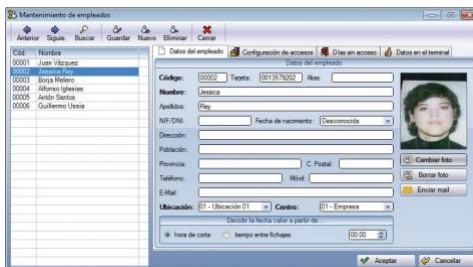 Mantenimiento de empleados
Anterior Siguie. Buscar Guardar Nuevo Eliminar Cerrar
Cód. Nombre
00001 Juan Vázquez
00002 Jessica Rey
00003 Borja Melero
00004 Alfonso Iglesias
00005 Antón Santos
00006 Guillermo Ussia
Datos del empleado Configuración de accesos Días sin acceso Datos en el terminal
Datos del empleado
Código: 00002 Tarjeta: 0013579202 Alias:
Nombre: Jessica
Apellidos: Rey
NIF/DNI: Fecha de nacimiento: Desconocida
Dirección:
Población:
Provincia: C. Postal:
Teléfono: Móvil:
E-Mail:
Ubicación: 01 - Ubicación 01 Centro: 01 - Empresa
Decidir la fecha valor a partir de ...
hora de corte tiempo entre fichajes 00:00
Cambiar foto
Borrar foto
Enviar mail
Aceptar Cancelar